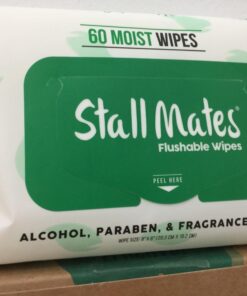 60 MOIST WIPES
Stall Mates®
Flushable Wipes
PEEL HERE
ALCOHOL, PARABEN, & FRAGRANCE